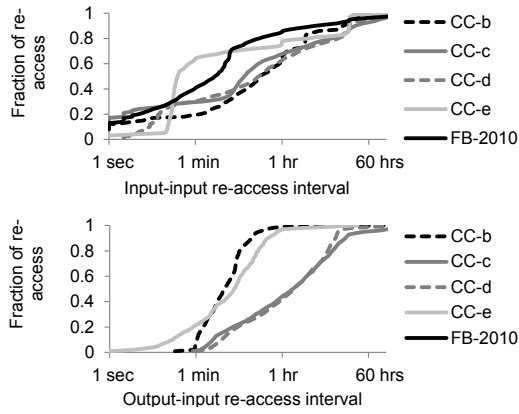 Fraction of re-
access
1
0.8
0.6
0.4
0.2
0
1 sec 1 min 1 hr 60 hrs
Input-input re-access interval
CC-b
CC-c
CC-d
CC-e
FB-2010
Fraction of re-
access
1
0.8
0.6
0.4
0.2
0
1 sec 1 min 1 hr 60 hrs
Output-input re-access interval
CC-b
CC-c
CC-d
CC-e
FB-2010